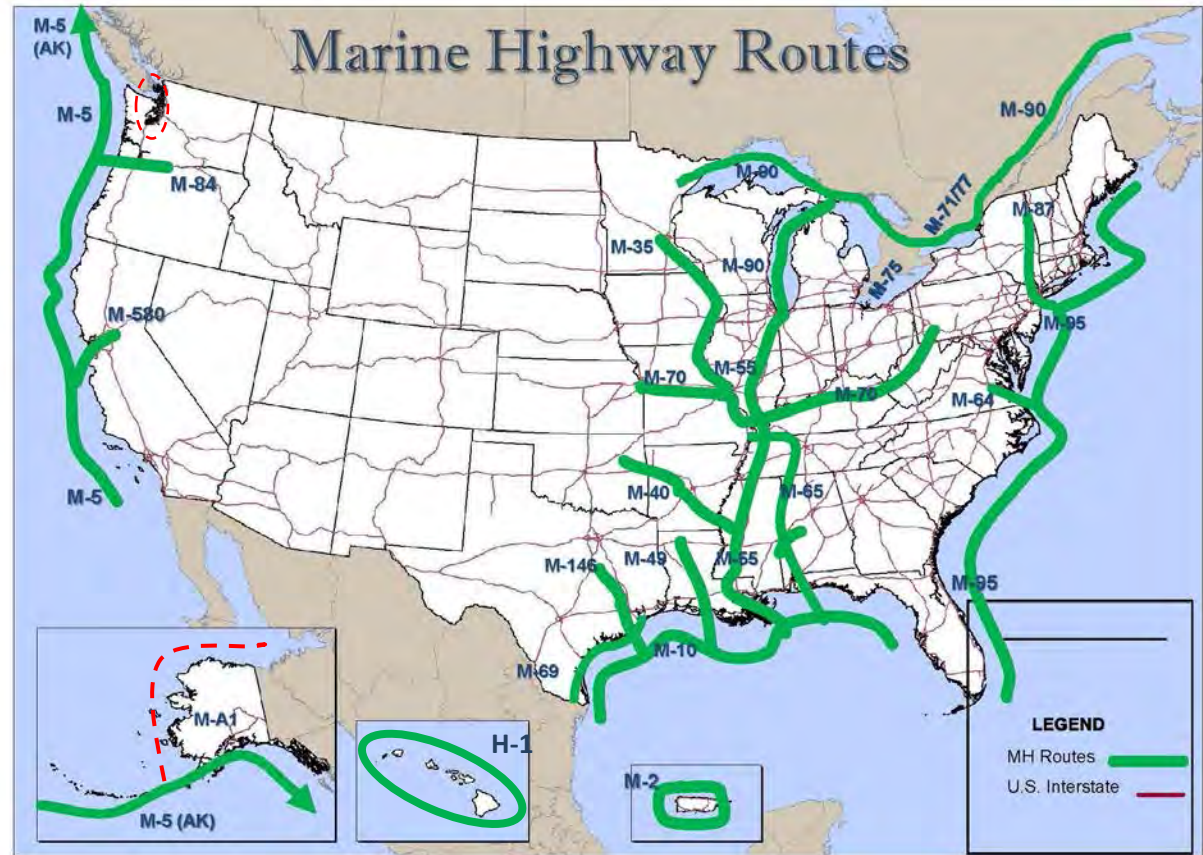 M-5
(AK)
Marine Highway Routes
M-5
M-90
M-84
M-90
M-71/77
M-87
M-35
M-90
M-75
M-580
M-95
M-55
M-70
M-70
M-64
M-5
M-40
M-65
M-146
M-49
M-55
M-95
M-10
M-69
M-A1
M-5 (AK)
H-1
M-2
LEGEND
MH Routes
U.S. Interstate